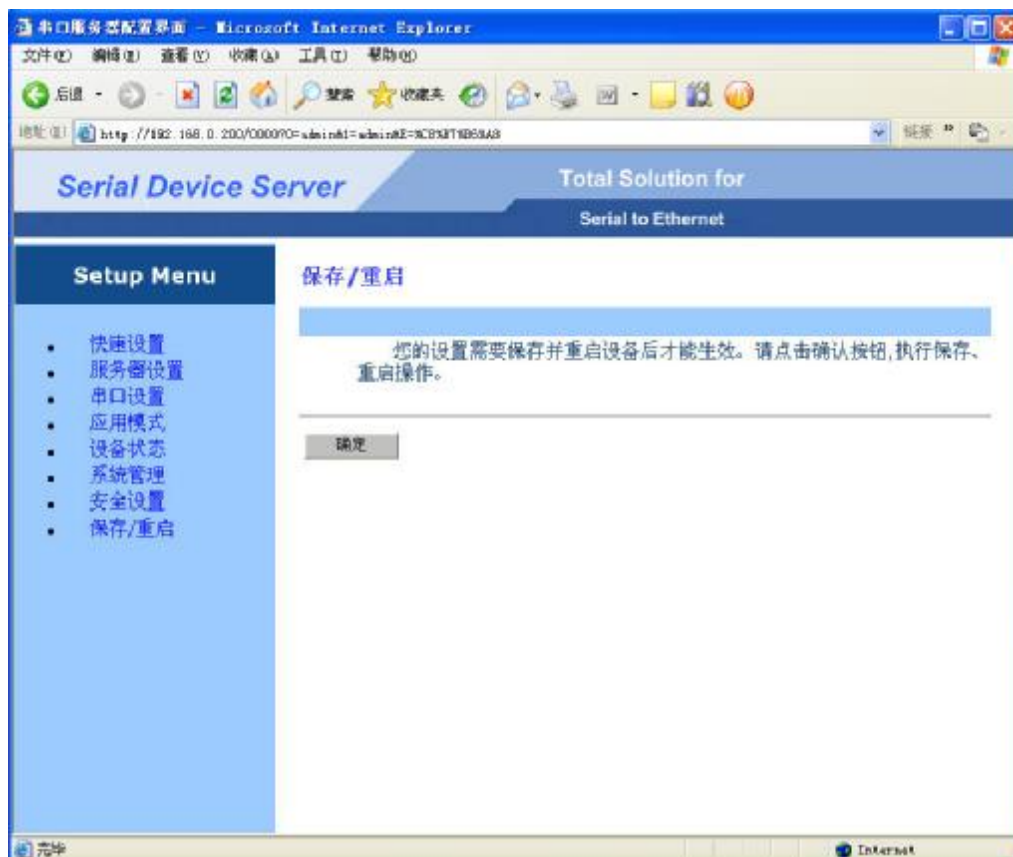 串口服务器配置界面 - Microsoft Internet Explorer
文件(F) 编辑(E) 查看(V) 收藏(A) 工具(T) 帮助(H)
后退 搜索 收藏夹
地址(D) 链接 »
Serial Device Server
Total Solution for
Serial to Ethernet
Setup Menu
快速设置
服务器设置
串口设置
应用模式
设备状态
系统管理
安全设置
保存/重启
保存/重启
您的设置需要保存并重启设备后才能生效。请点击确认按钮,执行保存、
重启操作。
确定
完毕 Internet